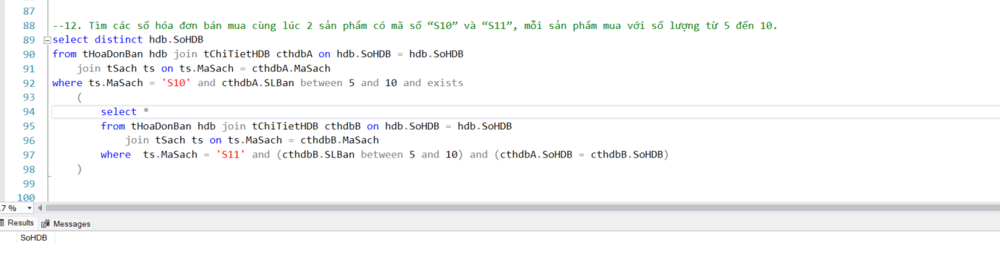 87
88 --12. Tìm các số hóa đơn bán mua cùng lúc 2 sản phẩm có mã số “S10” và “S11”, mỗi sản phẩm mua với số lượng từ 5 đến 10.
89 select distinct hdb.SoHDB
90 from tHoaDonBan hdb join tChiTietHDB cthdbA on hdb.SoHDB = hdb.SoHDB
91 join tSach ts on ts.MaSach = cthdbA.MaSach
92 where ts.MaSach = 'S10' and cthdbA.SLBan between 5 and 10 and exists
93 (
94 select *
95 from tHoaDonBan hdb join tChiTietHDB cthdbB on hdb.SoHDB = hdb.SoHDB
96 join tSach ts on ts.MaSach = cthdbB.MaSach
97 where  ts.MaSach = 'S11' and (cthdbB.SLBan between 5 and 10) and (cthdbA.SoHDB = cthdbB.SoHDB)
98 )
99
100
7 %
Results Messages
SoHDB